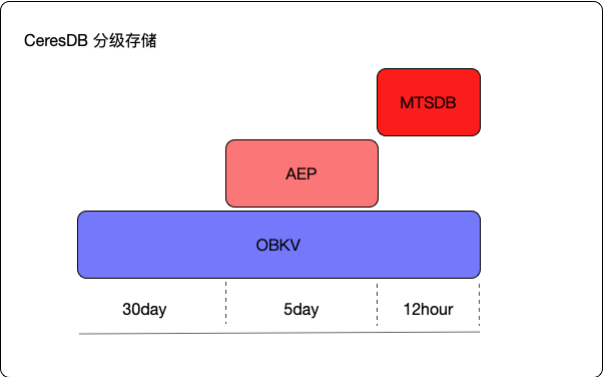 CeresDB 分级存储
MTSDB
AEP
OBKV
30day
5day
12hour